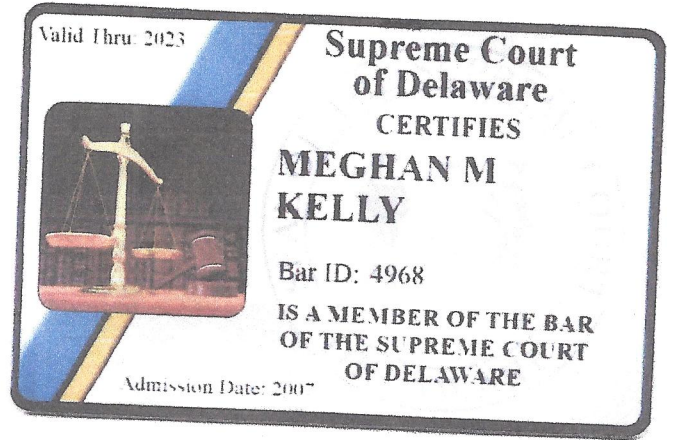 Valid Thru: 2023
Supreme Court
of Delaware
CERTIFIES
MEGHAN M
KELLY
Bar ID: 4968
IS A MEMBER OF THE BAR
OF THE SUPREME COURT
OF DELAWARE
Admission Date: 2007